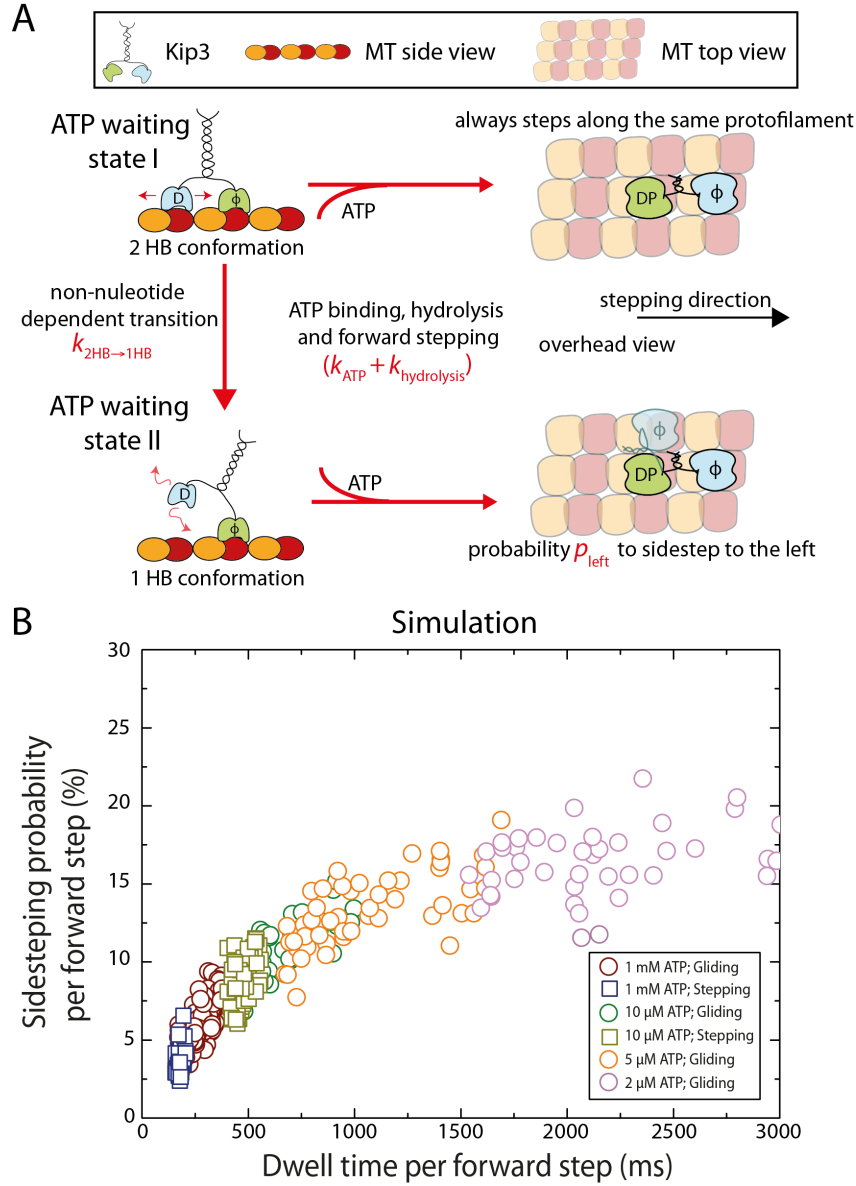 A
Kip3
MT side view
MT top view
ATP waiting
state I
always steps along the same protofilament
D
ϕ
ATP
DP
ϕ
2 HB conformation
non-nuleotide
dependent transition
k2HB→1HB
ATP binding, hydrolysis
and forward stepping
(kATP + khydrolysis)
stepping direction
overhead view
ATP waiting
state II
D
ϕ
ATP
ϕ
DP
ϕ
1 HB conformation
probability pleft to sidestep to the left
B
Simulation
Sidesteping probability
per forward step (%)
30
25
20
15
10
5
0
1 mM ATP; Gliding
1 mM ATP; Stepping
10 µM ATP; Gliding
10 µM ATP; Stepping
5 µM ATP; Gliding
2 µM ATP; Gliding
0 500 1000 1500 2000 2500 3000
Dwell time per forward step (ms)